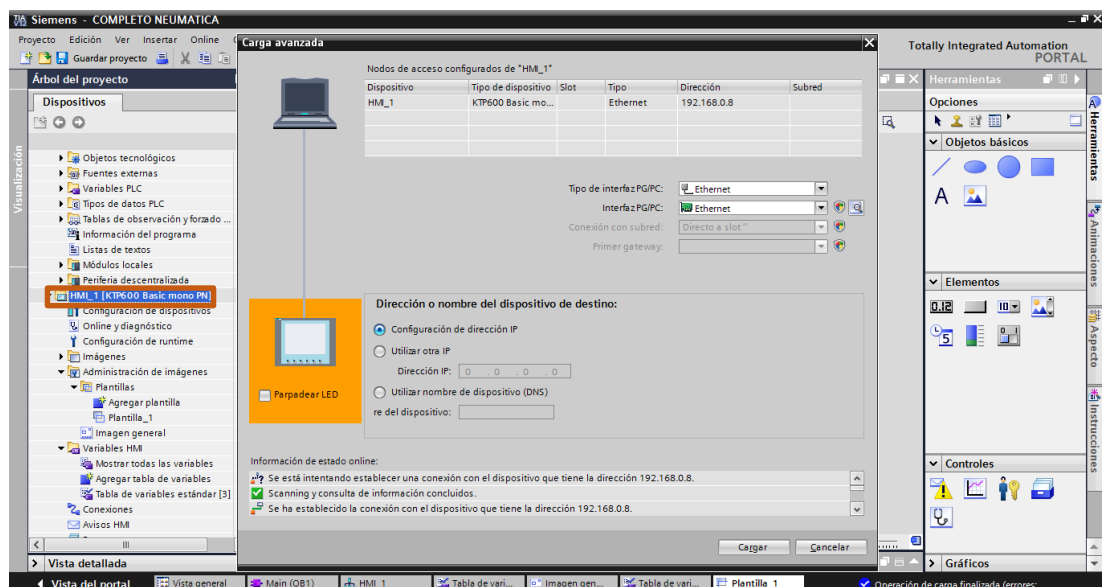 Siemens - COMPLETO NEUMATICA
Proyecto Edición Ver Insertar Online
Guardar proyecto
Totally Integrated Automation
PORTAL
Árbol del proyecto
Dispositivos
Visualización
Objetos tecnológicos
Fuentes externas
Variables PLC
Tipos de datos PLC
Tablas de observación y forzado ...
Información del programa
Listas de textos
Módulos locales
Periferia descentralizada
HMI_1 [KTP600 Basic mono PN]
Configuración de dispositivos
Online y diagnóstico
Configuración de runtime
Imágenes
Administración de imágenes
Plantillas
Agregar plantilla
Plantilla_1
Imagen general
Variables HMI
Mostrar todas las variables
Agregar tabla de variables
Tabla de variables estándar [3]
Conexiones
Avisos HMI
Vista detallada
Carga avanzada
Nodos de acceso configurados de "HMI_1"
Dispositivo Tipo de dispositivo Slot Tipo Dirección Subred
HMI_1 KTP600 Basic mo... Ethernet 192.168.0.8
Tipo de interfaz PG/PC: Ethernet
Interfaz PG/PC: Ethernet
Conexión con subred: Directo a slot ''
Primer gateway:
Parpadear LED
Dirección o nombre del dispositivo de destino:
Configuración de dirección IP
Utilizar otra IP
Dirección IP: 0 . 0 . 0 . 0
Utilizar nombre de dispositivo (DNS)
re del dispositivo:
Información de estado online:
Se está intentando establecer una conexión con el dispositivo que tiene la dirección 192.168.0.8.
Scanning y consulta de información concluidos.
Se ha establecido la conexión con el dispositivo que tiene la dirección 192.168.0.8.
Cargar Cancelar
Herramientas
Opciones
Objetos básicos
A
Elementos
Controles
Gráficos
Herramientas
Animaciones
Aspecto
Instrucciones
Vista del portal Vista general Main (OB1) HMI_1 Tabla de vari... Imagen gen... Tabla de vari... Plantilla_1 Operación de carga finalizada (errores: